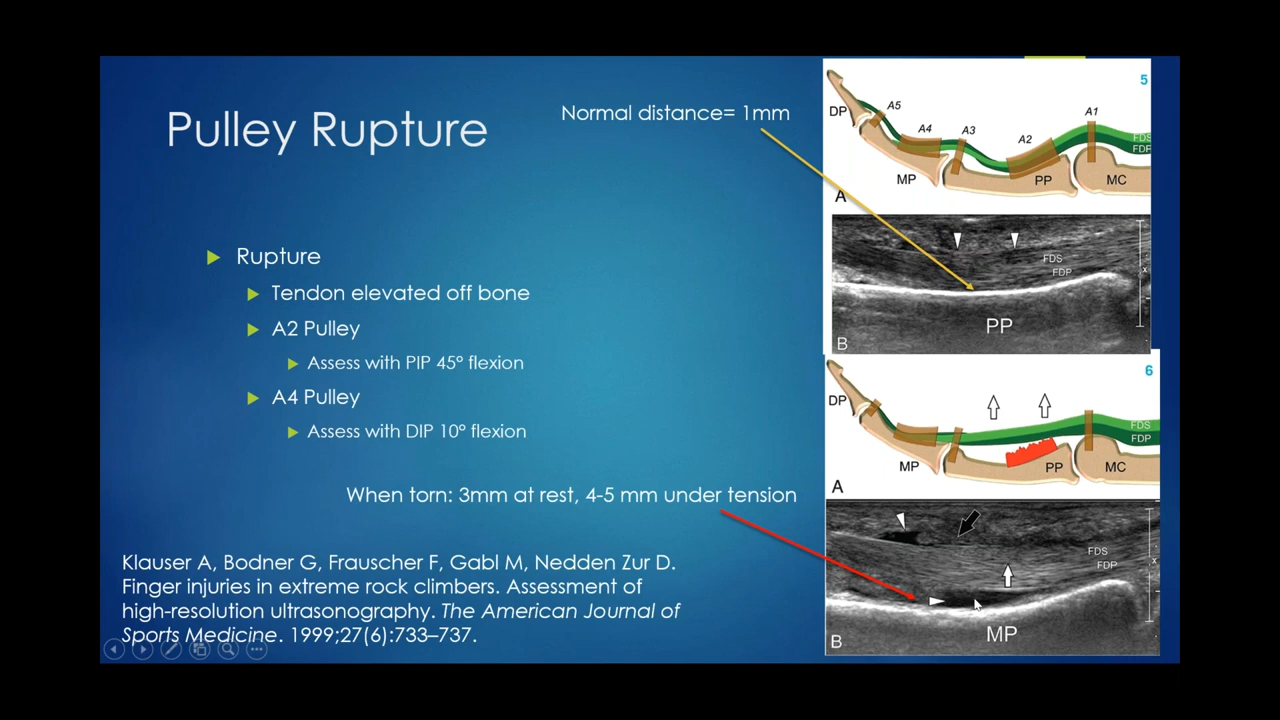 Pulley Rupture
Normal distance= 1mm
Rupture
Tendon elevated off bone
A2 Pulley
Assess with PIP 45° flexion
A4 Pulley
Assess with DIP 10° flexion
When torn: 3mm at rest, 4-5 mm under tension
Klauser A, Bodner G, Frauscher F, Gabl M, Nedden Zur D.
Finger injuries in extreme rock climbers. Assessment of
high-resolution ultrasonography. The American Journal of
Sports Medicine. 1999;27(6):733–737.
5
DP
A5
A4
A3
A2
A1
FDS
FDP
MP
PP
MC
A
FDS
FDP
x
PP
B
6
DP
FDS
FDP
MP
PP
MC
A
FDS
FDP
x
MP
B